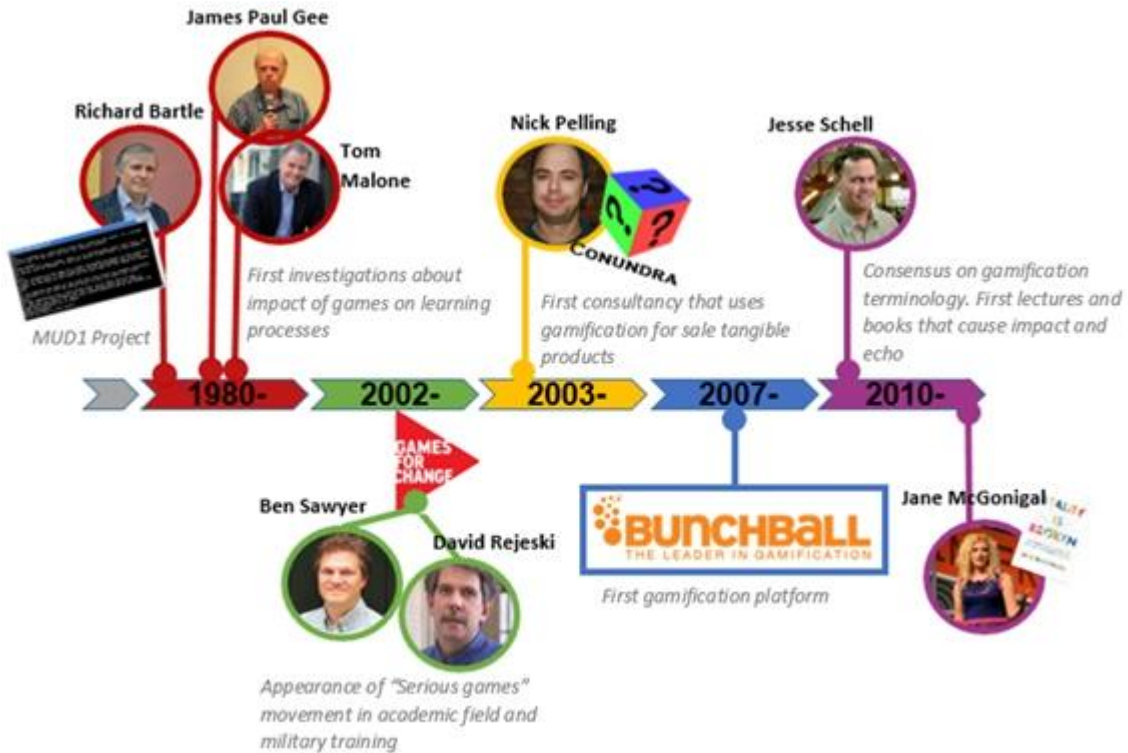 James Paul Gee
Richard Bartle
Tom
Malone
Nick Pelling
Jesse Schell
? ? ?
CONUNDRA
MUD1 Project
First investigations about
impact of games on learning
processes
First consultancy that uses
gamification for sale tangible
products
Consensus on gamification
terminology. First lectures and
books that cause impact and
echo
1980-
2002-
2003-
2007-
2010-
GAMES
FOR
CHANGE
Ben Sawyer
David Rejeski
BUNCHBALL
THE LEADER IN GAMIFICATION
First gamification platform
Jane McGonigal
IS
Appearance of "Serious games"
movement in academic field and
military training